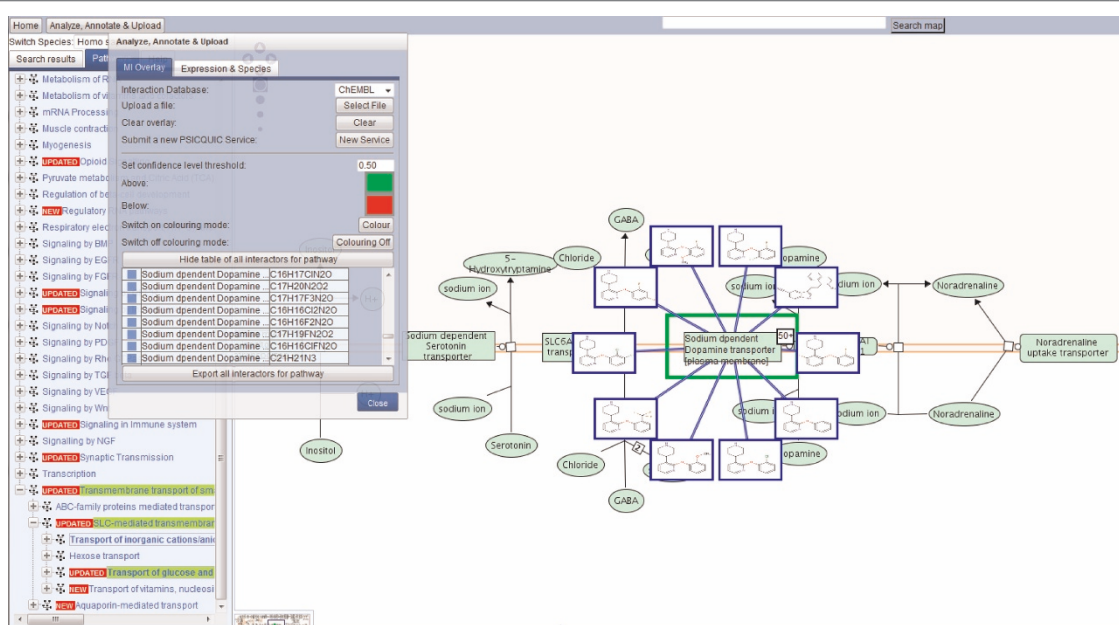 Home Analyze, Annotate & Upload Search map
Switch Species: Homo s
Search results Pat
Metabolism of R
Metabolism of vi
mRNA Process
Muscle contracti
Myogenesis
UPDATED Opioid
Pyruvate metabo
Regulation of be
NEW Regulatory
Respiratory elec
Signaling by BM
Signaling by EG
Signaling by FG
UPDATED Signali
UPDATED Signali
Signaling by Not
Signaling by PD
Signaling by Rh
Signaling by TG
Signaling by VEG
Signaling by Wn
UPDATED Signaling in Immune system
Signalling by NGF
UPDATED Synaptic Transmission
Transcription
UPDATED Transmembrane transport of sm
ABC-family proteins mediated transpor
UPDATED SLC-mediated transmembrar
Transport of inorganic cations/anio
Hexose transport
UPDATED Transport of glucose and
NEW Transport of vitamins, nucleosi
NEW Aquaporin-mediated transport
Analyze, Annotate & Upload
MI Overlay Expression & Species
Interaction Database: ChEMBL
Upload a file: Select File
Clear overlay: Clear
Submit a new PSICQUIC Service: New Service
Set confidence level threshold: 0.50
Above:
Below:
Switch on colouring mode: Colour
Switch off colouring mode: Colouring Off
Hide table of all interactors for pathway
Sodium dpendent Dopamine ...C16H17ClN2O
Sodium dpendent Dopamine ...C17H20N2O2
Sodium dpendent Dopamine ...C17H17F3N2O
Sodium dpendent Dopamine ...C16H16Cl2N2O
Sodium dpendent Dopamine ...C16H16F2N2O
Sodium dpendent Dopamine ...C17H19FN2O2
Sodium dpendent Dopamine ...C16H16ClFN2O
Sodium dpendent Dopamine ...C21H21N3
Export all interactors for pathway
Close
Inositol
GABA
5-
Hydroxytryptamine
Chloride
opamine
sodium ion
sodium ion
sodium ion
dium ion
Noradrenaline
Sodium dependent
Serotonin
transporter
SLC6A
transp
Sodium dpendent
Dopamine transporter
[plasma membrane]
50+
Noradrenaline
uptake transporter
sodium ion
sodium i
dium ion
Noradrenaline
Serotonin
Chloride
2
opamine
GABA